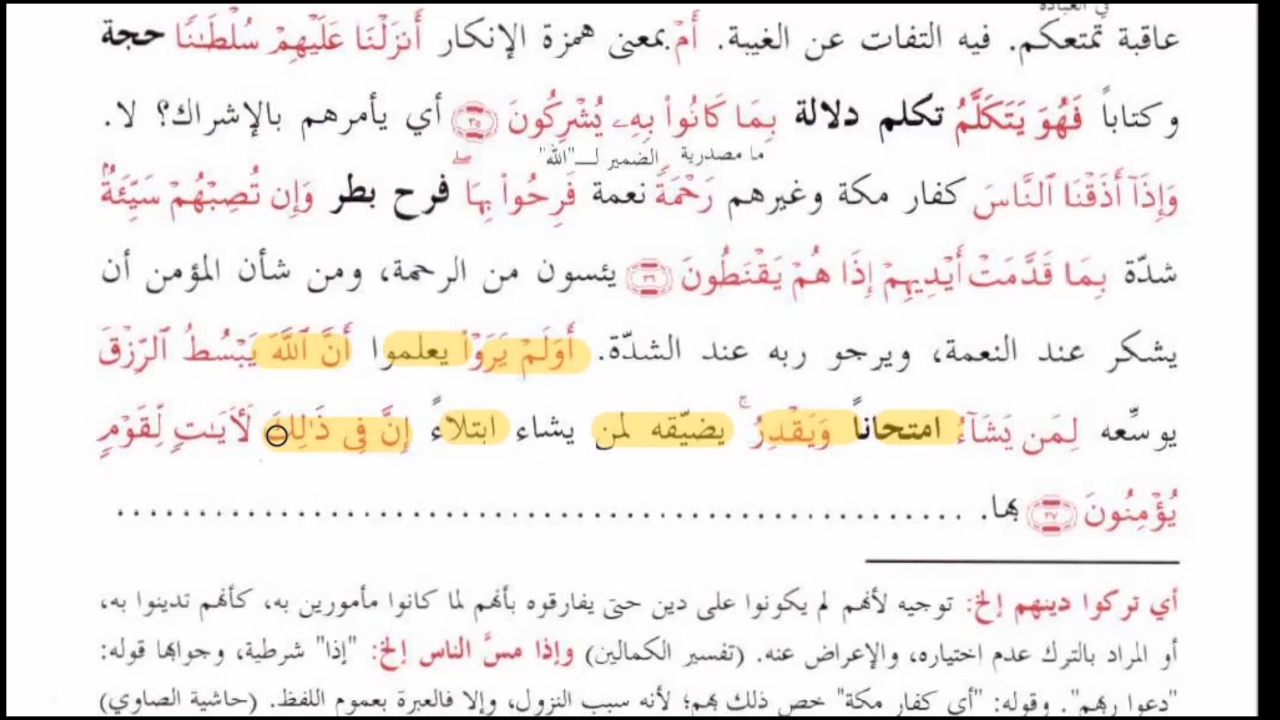 في العبادة
عاقبة تمتعكم. فيه التفات عن الغيبة. أَمۡ بمعنى همزة الإنكار أَنزَلۡنَا عَلَيۡهِمۡ سُلۡطَٰنٗا حجة
وكتاباً فَهُوَ يَتَكَلَّمُ تكلم دلالة بِمَا كَانُواْ بِهِۦ يُشۡرِكُونَ ٣٥ أي يأمرهم بالإشراك؟ لا.
ما مصدرية الضمير لـــ"الله"
وَإِذَآ أَذَقۡنَا ٱلنَّاسَ كفار مكة وغيرهم رَحۡمَةٗ نعمة فَرِحُواْ بِهَاۖ فرح بطر وَإِن تُصِبۡهُمۡ سَيِّئَةُۢ
شدّة بِمَا قَدَّمَتۡ أَيۡدِيهِمۡ إِذَا هُمۡ يَقۡنَطُونَ ٣٦ يئسون من الرحمة، ومن شأن المؤمن أن
يشكر عند النعمة، ويرجو ربه عند الشدّة. أَوَلَمۡ يَرَوۡاْ يعلموا أَنَّ ٱللَّهَ يَبۡسُطُ ٱلرِّزۡقَ
يوسِّعه لِمَن يَشَآءُ امتحاناً وَيَقۡدِرُۚ يضيّقه لمن يشاء ابتلاءً إِنَّ فِي ذَٰلِكَ لَأٓيَٰتٖ لِّقَوۡمٖ
يُؤۡمِنُونَ ٣٧ بها. ..........................................
أي تركوا دينهم إلخ: توجيه لأنهم لم يكونوا على دين حتى يفارقوه بأنهم لما كانوا مأمورين به، كأنهم تدينوا به،
أو المراد بالترك عدم اختياره، والإعراض عنه. (تفسير الكمالين) وإذا مسَّ الناس إلخ: "إذا" شرطية، وجوابها قوله:
"دعوا ربهم". وقوله: "أي كفار مكة" خص ذلك بهم؛ لأنه سبب النزول، وإلا فالعبرة بعموم اللفظ. (حاشية الصاوي)